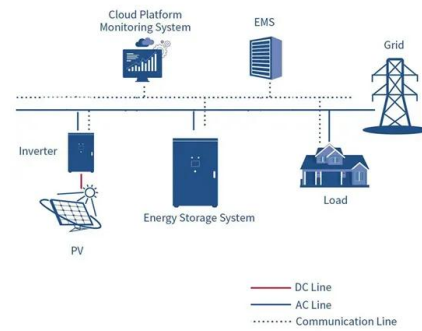 Cloud Platform
Monitoring System
EMS
Grid
Inverter
Energy Storage System
Load
PV
DC Line
AC Line
Communication Line